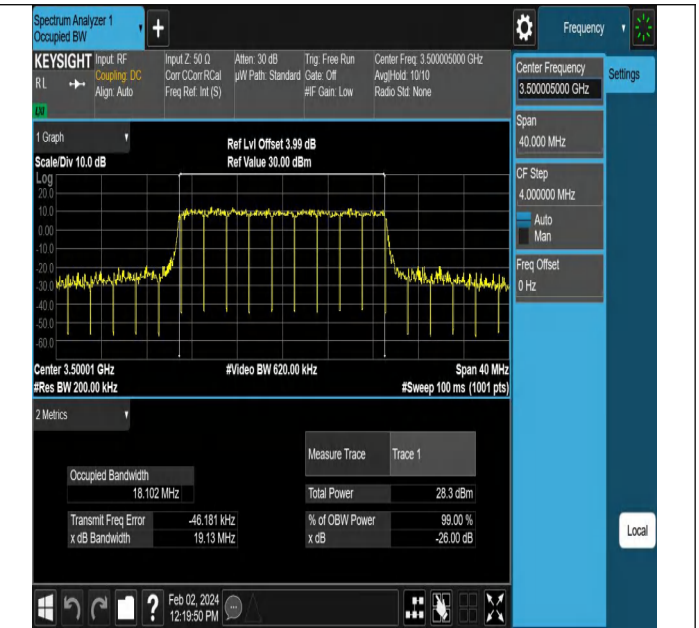 Spectrum Analyzer 1
Occupied BW
+
Frequency
KEYSIGHT
RL
Input: RF
Coupling: DC
Align: Auto
Input Z: 50 Ω
Corr CCorr RCal
Freq Ref: Int (S)
Atten: 30 dB
µW Path: Standard
Trig: Free Run
Gate: Off
#IF Gain: Low
Center Freq: 3.500005000 GHz
Avg|Hold: 10/10
Radio Std: None
Center Frequency
3.500005000 GHz
Settings
Span
40.000 MHz
CF Step
4.000000 MHz
Auto
Man
Freq Offset
0 Hz
1 Graph
Scale/Div 10.0 dB
Ref Lvl Offset 3.99 dB
Ref Value 30.00 dBm
Log
20.0
10.0
0.00
-10.0
-20.0
-30.0
-40.0
-50.0
-60.0
Center 3.50001 GHz
#Video BW 620.00 kHz
Span 40 MHz
#Res BW 200.00 kHz
#Sweep 100 ms (1001 pts)
2 Metrics
Measure Trace
Trace 1
Occupied Bandwidth
18.102 MHz
Total Power
28.3 dBm
Transmit Freq Error
-46.181 kHz
% of OBW Power
99.00 %
x dB Bandwidth
19.13 MHz
x dB
-26.00 dB
Local
?
Feb 02, 2024
12:19:50 PM